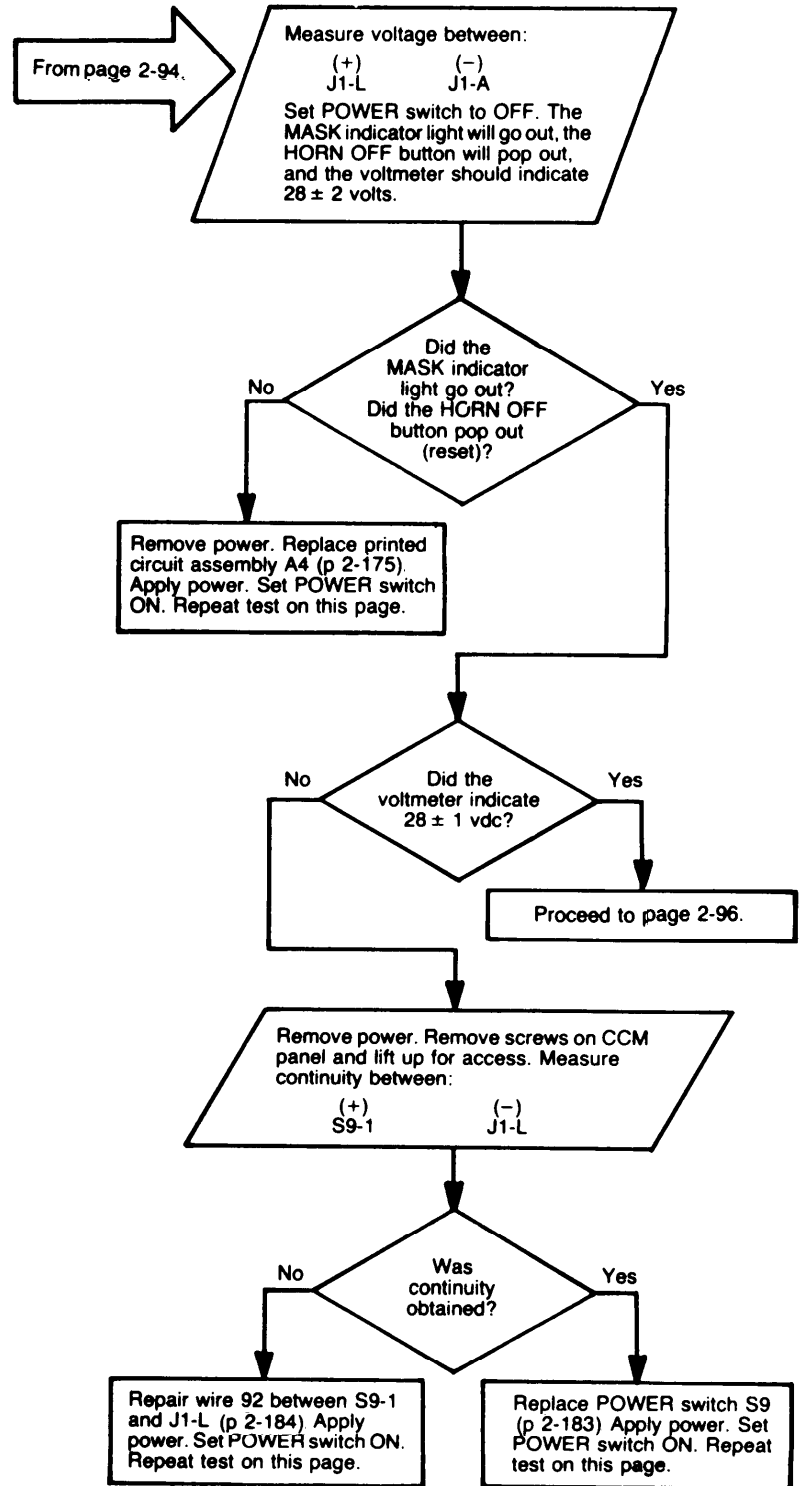 From page 2-94.
Measure voltage between:
(+) (−)
J1-L J1-A
Set POWER switch to OFF. The
MASK indicator light will go out, the
HORN OFF button will pop out,
and the voltmeter should indicate
28 ± 2 volts.
Did the
MASK indicator
light go out?
Did the HORN OFF
button pop out
(reset)?
No
Yes
Remove power. Replace printed
circuit assembly A4 (p 2-175).
Apply power. Set POWER switch
ON. Repeat test on this page.
Did the
voltmeter indicate
28 ± 1 vdc?
No
Yes
Proceed to page 2-96.
Remove power. Remove screws on CCM
panel and lift up for access. Measure
continuity between:
(+) (−)
S9-1 J1-L
Was
continuity
obtained?
No
Yes
Repair wire 92 between S9-1
and J1-L (p 2-184) Apply
power. Set POWER switch ON.
Repeat test on this page.
Replace POWER switch S9
(p 2-183) Apply power. Set
POWER switch ON. Repeat
test on this page.